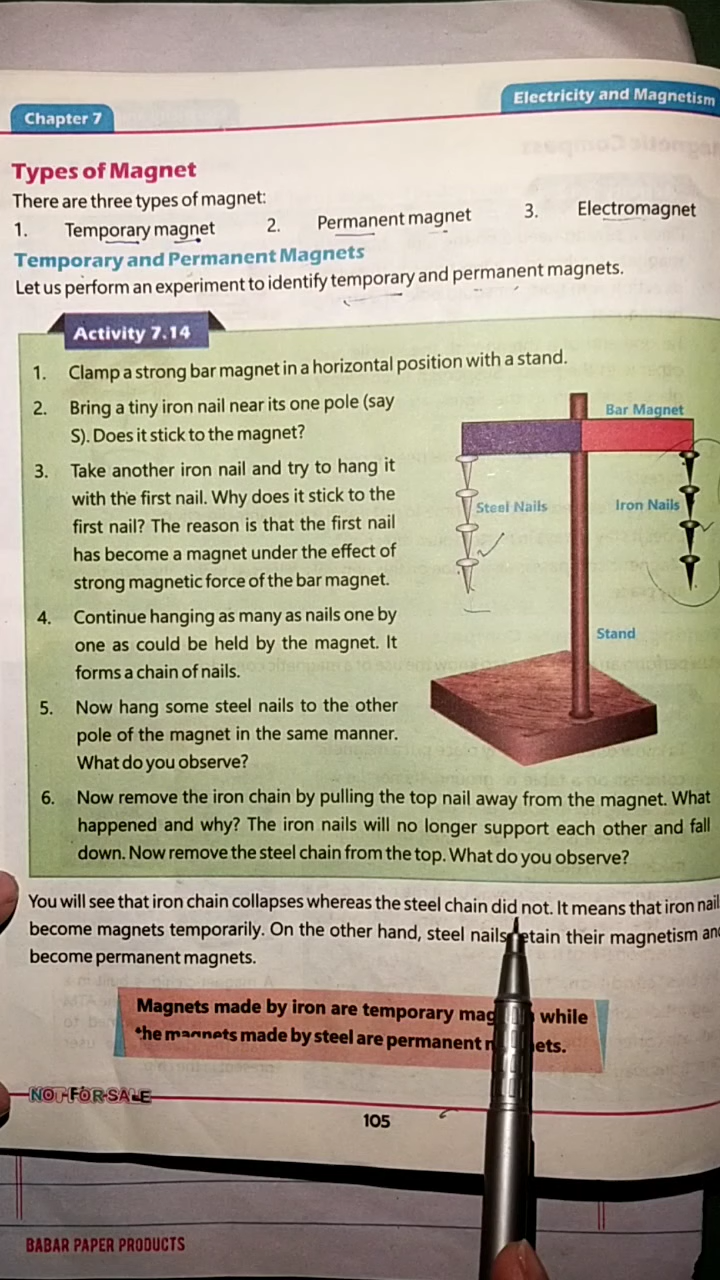 Electricity and Magnetism
Chapter 7
Types of Magnet
There are three types of magnet:
1. Temporary magnet 2. Permanent magnet 3. Electromagnet
Temporary and Permanent Magnets
Let us perform an experiment to identify temporary and permanent magnets.
Activity 7.14
1. Clamp a strong bar magnet in a horizontal position with a stand.
2. Bring a tiny iron nail near its one pole (say
S). Does it stick to the magnet?
3. Take another iron nail and try to hang it
with the first nail. Why does it stick to the
first nail? The reason is that the first nail
has become a magnet under the effect of
strong magnetic force of the bar magnet.
4. Continue hanging as many as nails one by
one as could be held by the magnet. It
forms a chain of nails.
5. Now hang some steel nails to the other
pole of the magnet in the same manner.
What do you observe?
Bar Magnet
Steel Nails
Iron Nails
Stand
6. Now remove the iron chain by pulling the top nail away from the magnet. What
happened and why? The iron nails will no longer support each other and fall
down. Now remove the steel chain from the top. What do you observe?
You will see that iron chain collapses whereas the steel chain did not. It means that iron nail
become magnets temporarily. On the other hand, steel nails their magnetism
become permanent magnets.
Magnets made by iron are temporary while
magnets made by steel are permanent
NOT FOR SALE
105
BABAR PAPER PRODUCTS